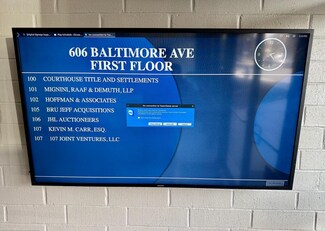 606 BALTIMORE AVE
FIRST FLOOR
100 COURTHOUSE TITLE AND SETTLEMENTS
101 MIGNINI, RAAF & DEMUTH, LLP
102 HOFFMAN & ASSOCIATES
105 BRU JEFF ACQUISITIONS
106 JHL AUCTIONEERS
107 KEVIN M. CARR, ESQ.
107 107 JOINT VENTURES, LLC